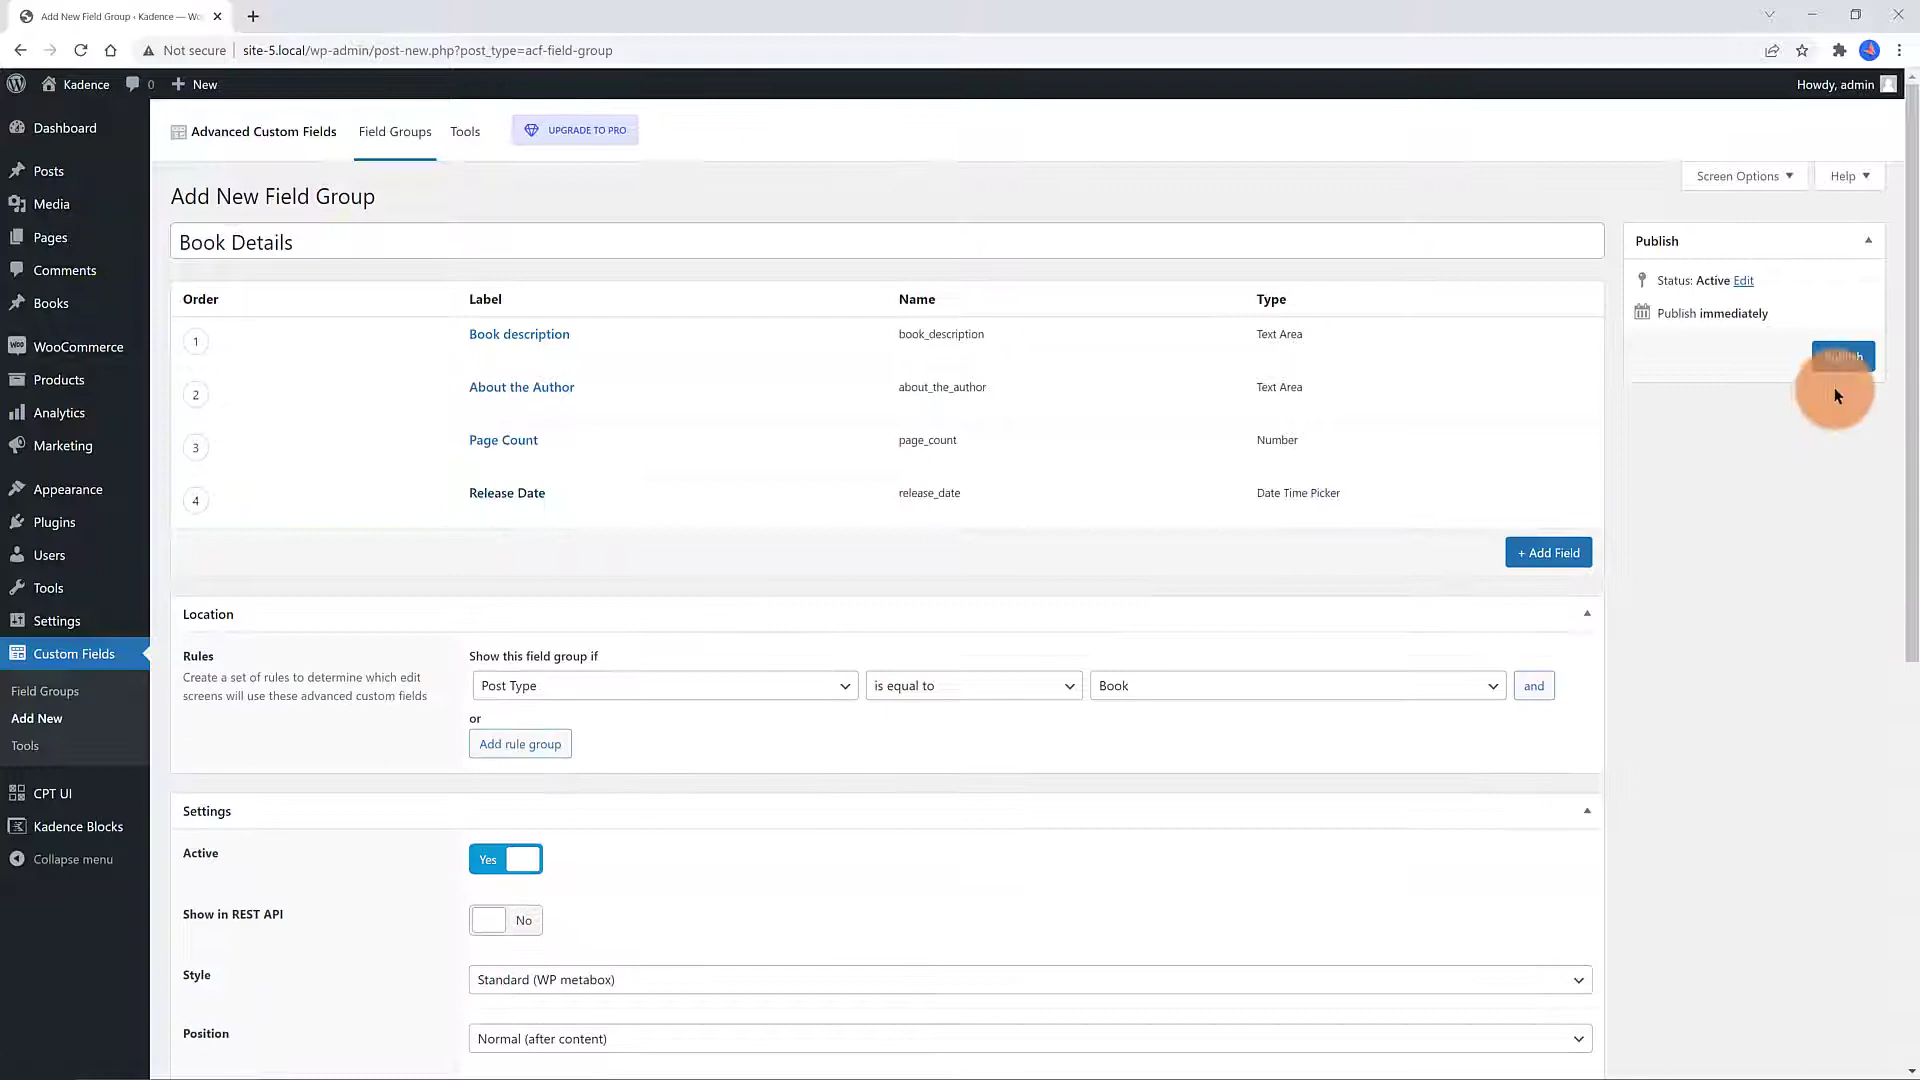 Add New Field Group ‹ Kadence — Wo
Not secure
site-5.local/wp-admin/post-new.php?post_type=acf-field-group
Kadence
0
New
Howdy, admin
Dashboard
Posts
Media
Pages
Comments
Books
WooCommerce
Products
Analytics
Marketing
Appearance
Plugins
Users
Tools
Settings
Custom Fields
Field Groups
Add New
Tools
CPT UI
Kadence Blocks
Collapse menu
Advanced Custom Fields
Field Groups
Tools
UPGRADE TO PRO
Screen Options
Help
Add New Field Group
Book Details
Order Label Name Type
1 Book description book_description Text Area
2 About the Author about_the_author Text Area
3 Page Count page_count Number
4 Release Date release_date Date Time Picker
+ Add Field
Location
Rules
Create a set of rules to determine which edit
screens will use these advanced custom fields
Show this field group if
Post Type is equal to Book and
or
Add rule group
Settings
Active
Yes
Show in REST API
No
Style
Standard (WP metabox)
Position
Normal (after content)
Publish
Status: Active Edit
Publish immediately
Publish